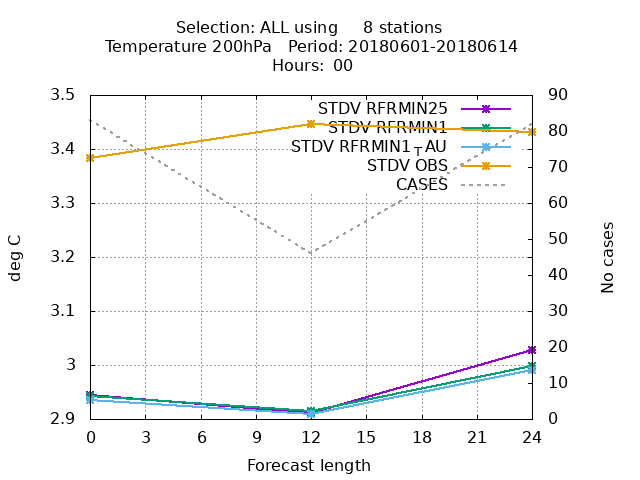 Selection: ALL using     8 stations
Temperature 200hPa   Period: 20180601-20180614
Hours:  00
3.5
3.4
3.3
3.2
3.1
3
2.9
90
80
70
60
50
40
30
20
10
0
STDV RFRMIN25
STDV RFRMIN1
STDV RFRMIN1TAU
STDV OBS
CASES
deg C
No cases
0 3 6 9 12 15 18 21 24
Forecast length